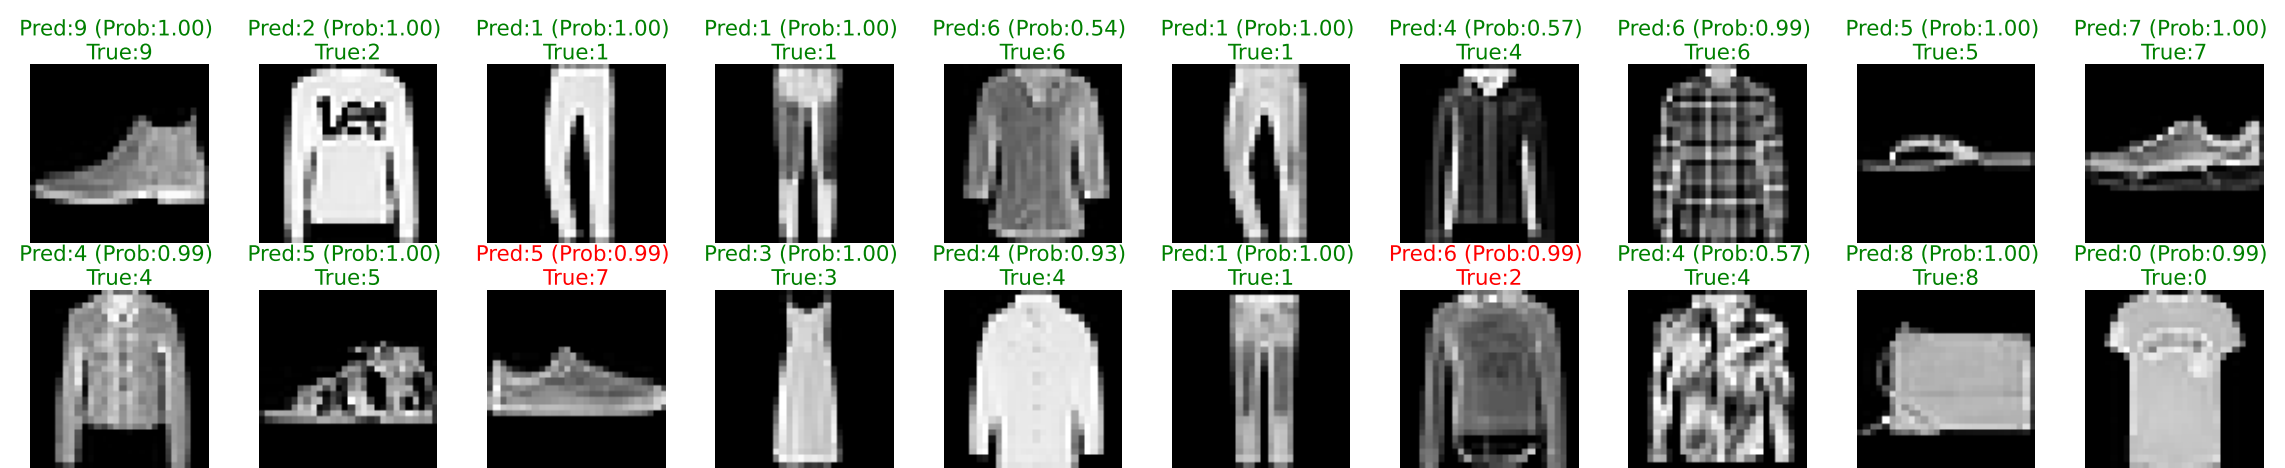 Pred:9 (Prob:1.00) Pred:2 (Prob:1.00) Pred:1 (Prob:1.00) Pred:1 (Prob:1.00) Pred:6 (Prob:0.54) Pred:1 (Prob:1.00) Pred:4 (Prob:0.57) Pred:6 (Prob:0.99) Pred:5 (Prob:1.00) Pred:7 (Prob:1.00)
True:9 True:2 True:1 True:1 True:6 True:1 True:4 True:6 True:5 True:7
Lee
Pred:4 (Prob:0.99) Pred:5 (Prob:1.00) Pred:5 (Prob:0.99) Pred:3 (Prob:1.00) Pred:4 (Prob:0.93) Pred:1 (Prob:1.00) Pred:6 (Prob:0.99) Pred:4 (Prob:0.57) Pred:8 (Prob:1.00) Pred:0 (Prob:0.99)
True:4 True:5 True:7 True:3 True:4 True:1 True:2 True:4 True:8 True:0